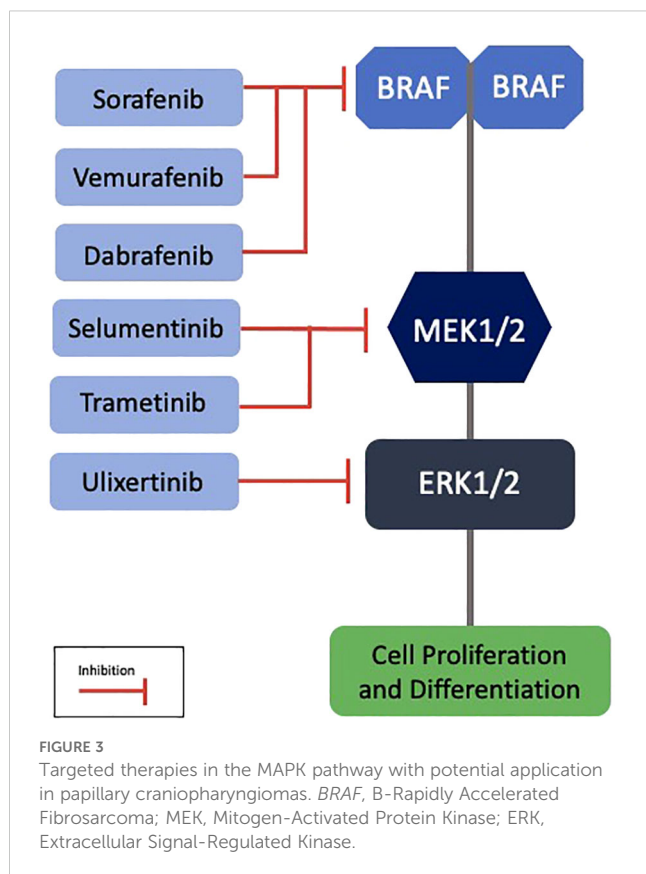 Sorafenib
BRAF
BRAF
Vemurafenib
Dabrafenib
Selumentinib
MEK1/2
Trametinib
Ulixertinib
ERK1/2
Cell Proliferation
and Differentiation
Inhibition
FIGURE 3
Targeted therapies in the MAPK pathway with potential application
in papillary craniopharyngiomas. BRAF, B-Rapidly Accelerated
Fibrosarcoma; MEK, Mitogen-Activated Protein Kinase; ERK,
Extracellular Signal-Regulated Kinase.